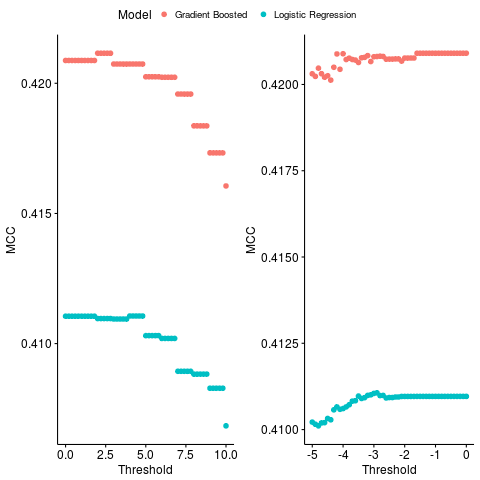 Model Gradient Boosted Logistic Regression
0.420
0.415
0.410
MCC
0.0 2.5 5.0 7.5 10.0
Threshold
0.4200
0.4175
0.4150
0.4125
0.4100
MCC
-5 -4 -3 -2 -1 0
Threshold